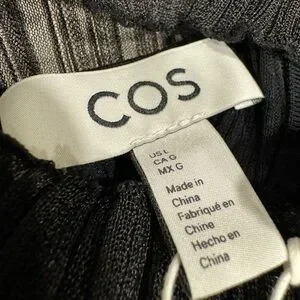 COS
US L
CA G
MX G
Made in
China
Fabriqué en
Chine
Hecho en
China